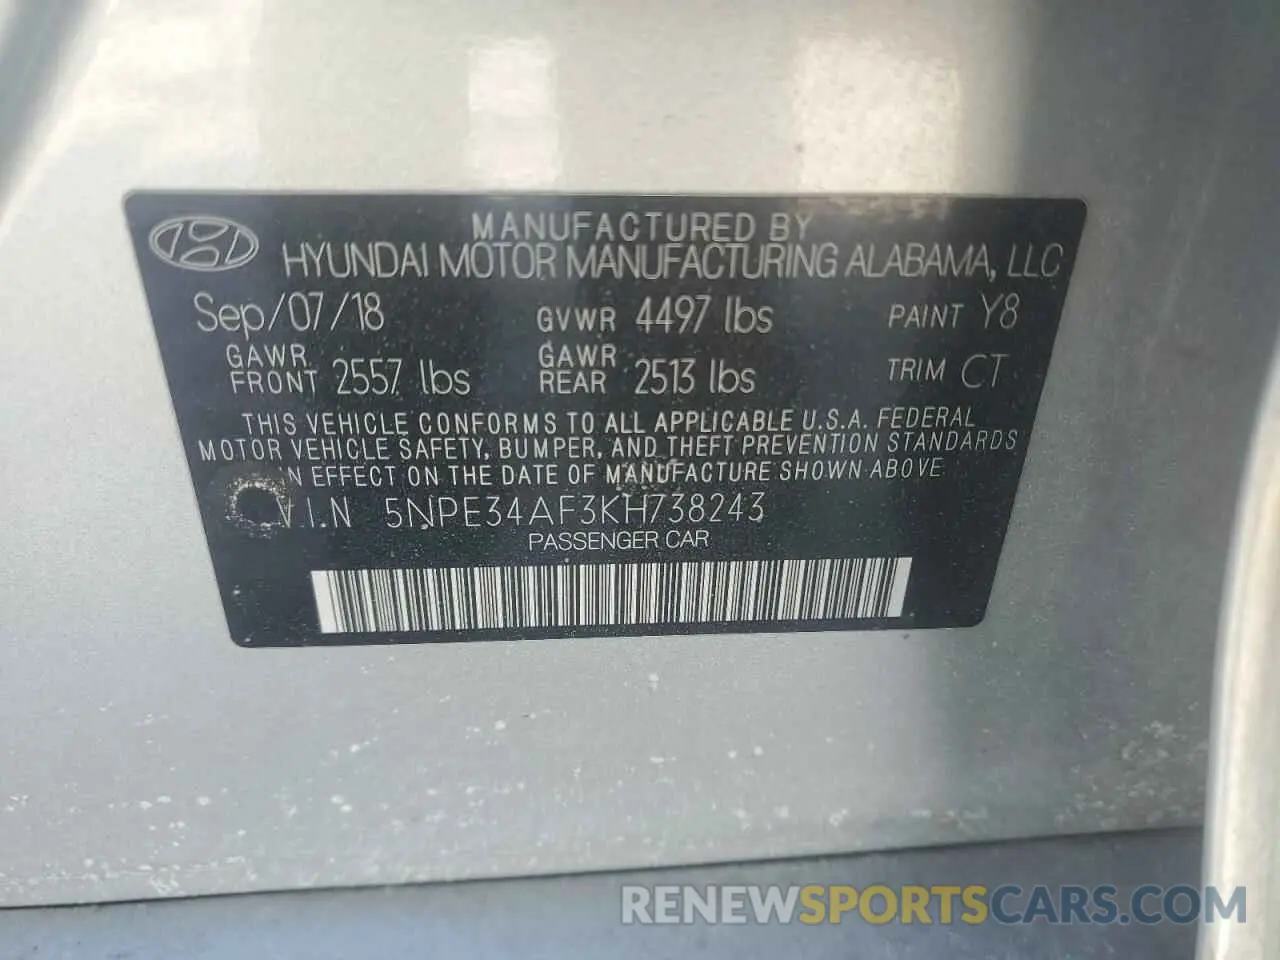 MANUFACTURED BY
HYUNDAI MOTOR MANUFACTURING ALABAMA, LLC
Sep/07/18 GVWR 4497 lbs PAINT Y8
GAWR FRONT 2557 lbs GAWR REAR 2513 lbs TRIM CT
THIS VEHICLE CONFORMS TO ALL APPLICABLE U.S.A. FEDERAL
MOTOR VEHICLE SAFETY, BUMPER, AND THEFT PREVENTION STANDARDS
IN EFFECT ON THE DATE OF MANUFACTURE SHOWN ABOVE
V.I.N 5NPE34AF3KH738243
PASSENGER CAR
RENEWSPORTSCARS.COM